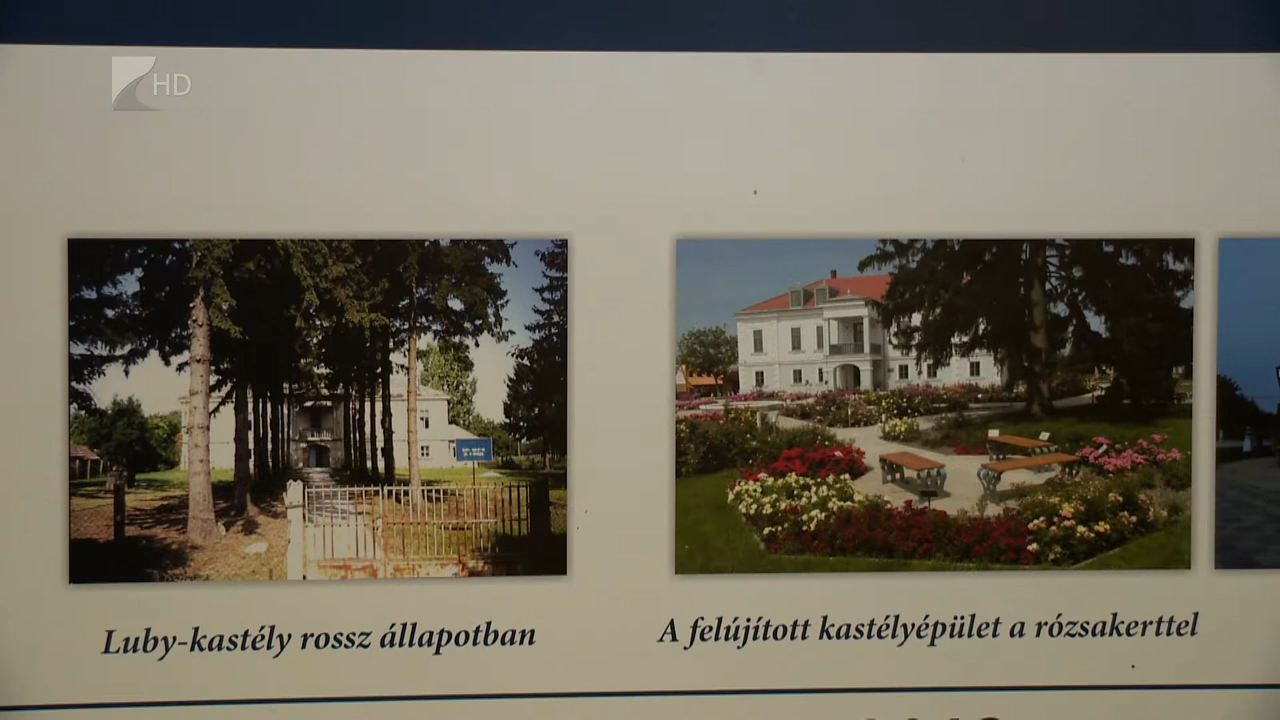 HD
Luby-kastély rossz állapotban
A felújított kastélyépület a rózsakerttel